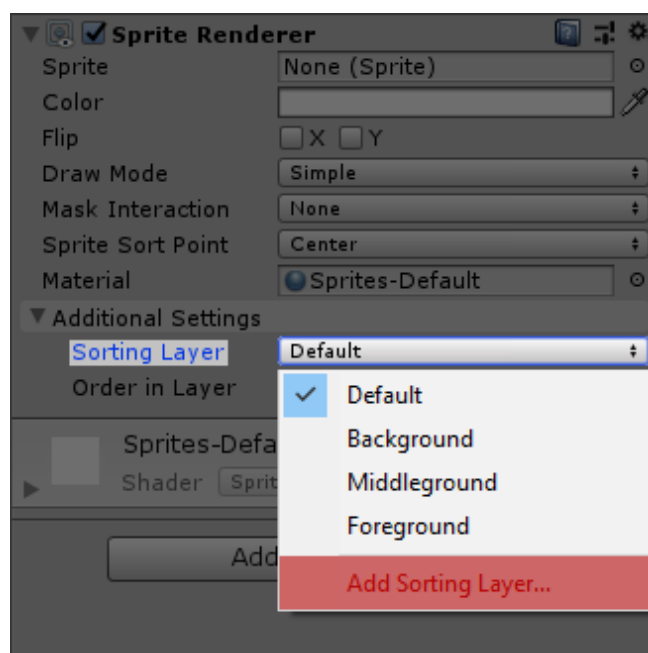 Sprite Renderer
Sprite None (Sprite)
Color
Flip X Y
Draw Mode Simple
Mask Interaction None
Sprite Sort Point Center
Material Sprites-Default
Additional Settings
Sorting Layer Default
Order in Layer Default
Sprites-Defa Background
Shader Sprit Middleground
Foreground
Add Add Sorting Layer...